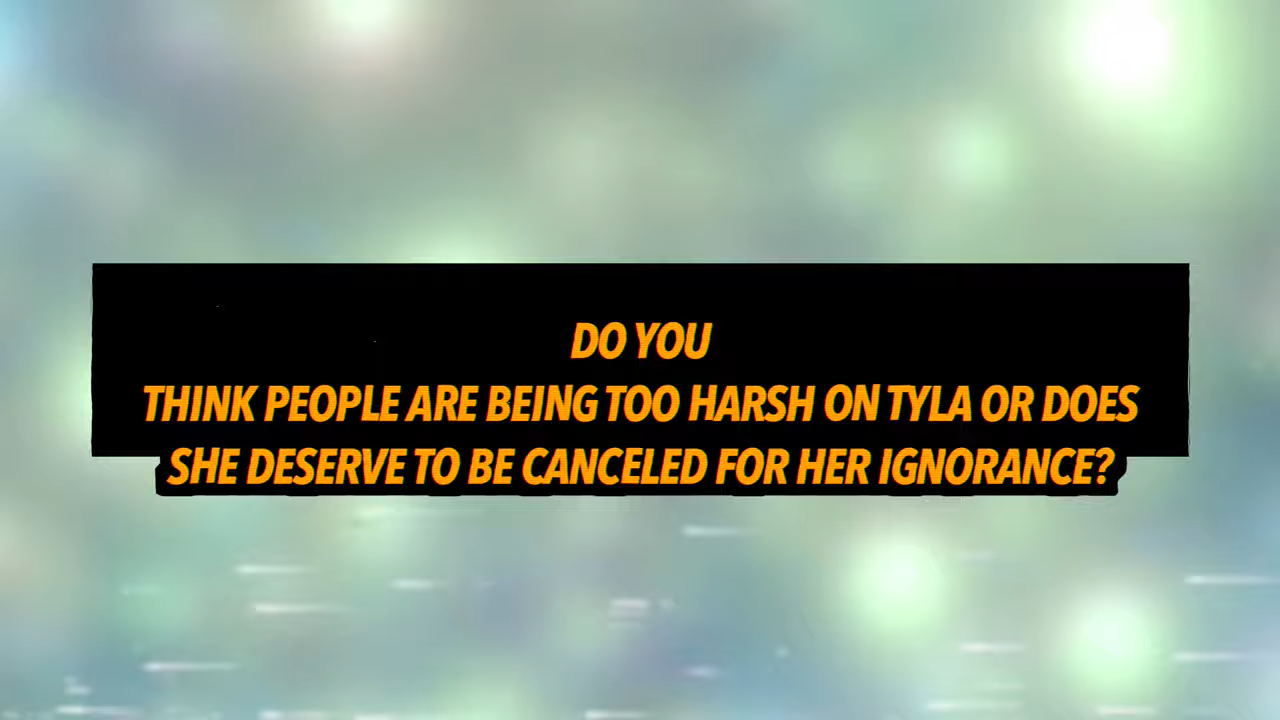 DO YOU
THINK PEOPLE ARE BEING TOO HARSH ON TYLA OR DOES
SHE DESERVE TO BE CANCELED FOR HER IGNORANCE?